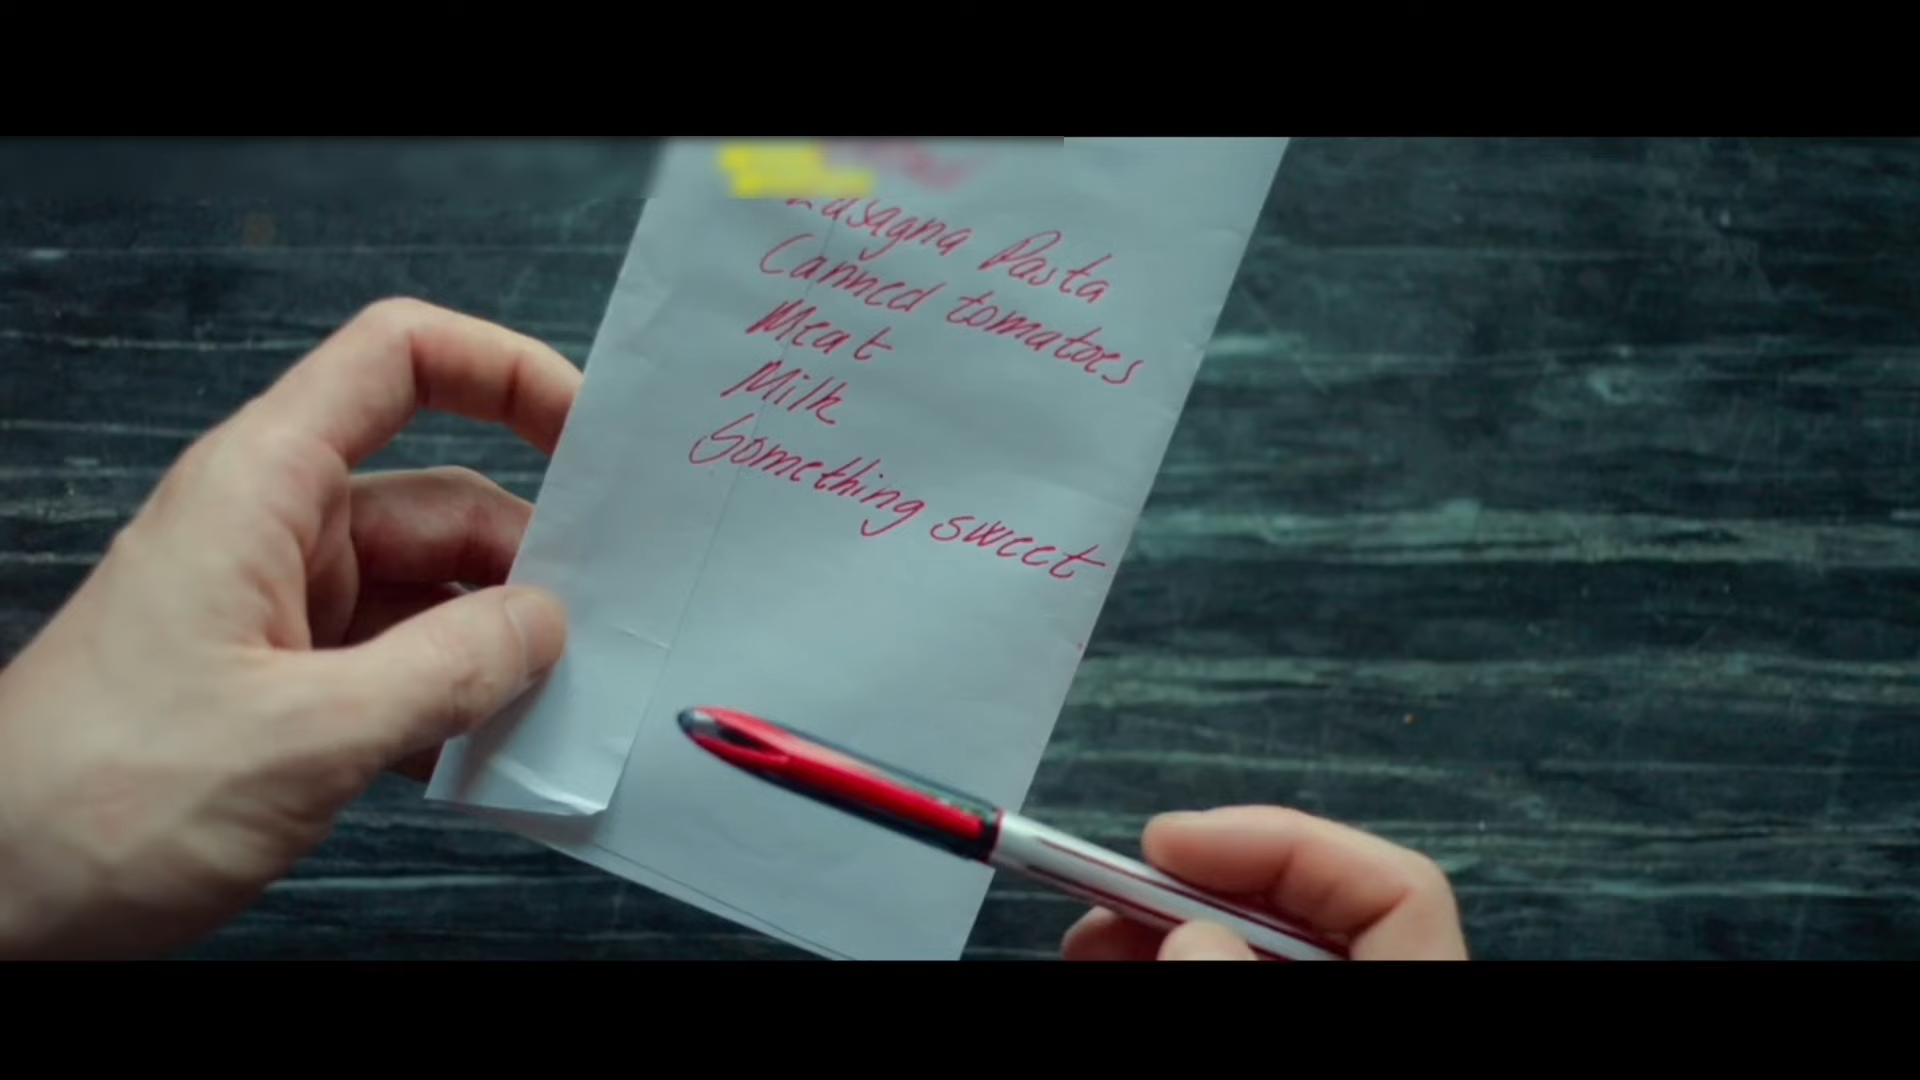 Lasagna Pasta
Canned tomatoes
Meat
Milk
Something sweet